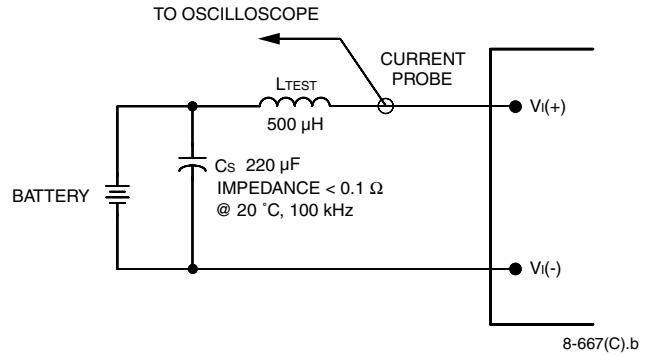 TO OSCILLOSCOPE
CURRENT
PROBE
LTEST
500 µH
VI(+)
CS 220 µF
IMPEDANCE < 0.1 Ω
@ 20 ˚C, 100 kHz
BATTERY
VI(-)
8-667(C).b